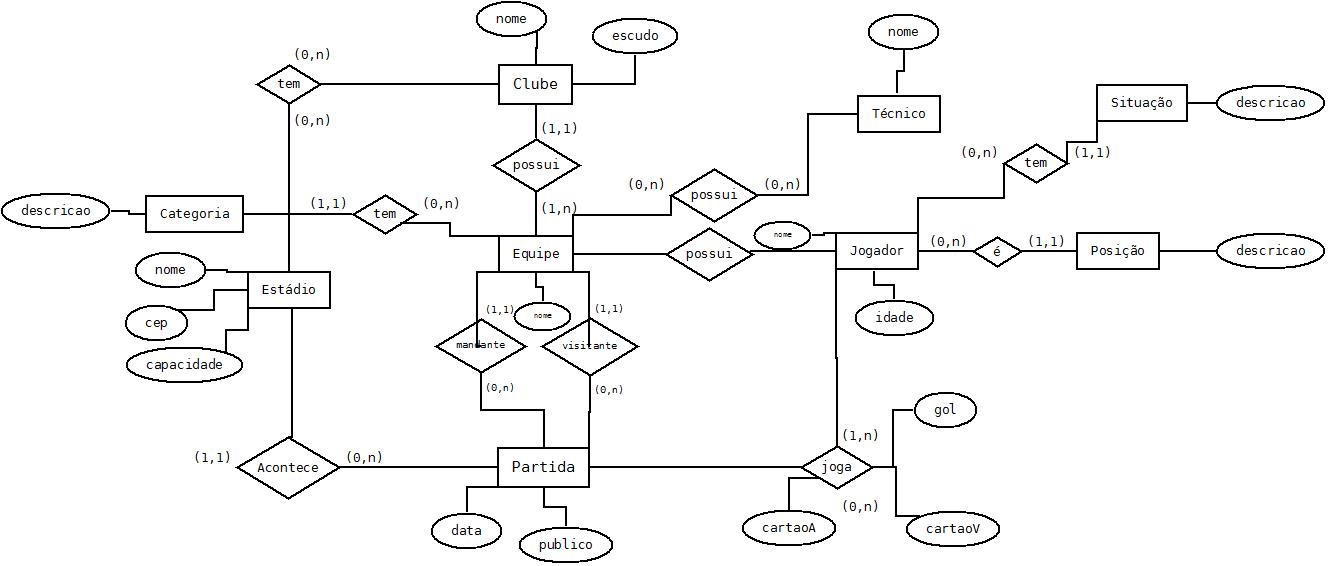 nome
escudo
nome
(0,n)
tem
Clube
Técnico
Situação
descricao
(0,n)
(1,1)
possui
(0,n)
tem
(1,1)
(0,n)
possui
(0,n)
descricao
Categoria
(1,1)
tem
(0,n)
(1,n)
nome
Equipe
possui
Jogador
(0,n)
é
(1,1)
Posição
descricao
nome
Estádio
cep
capacidade
(1,1)
nome
(1,1)
idade
mandante
visitante
(0,n)
(0,n)
gol
(1,n)
(1,1)
Acontece
(0,n)
Partida
joga
(0,n)
data
publico
cartaoA
cartaoV